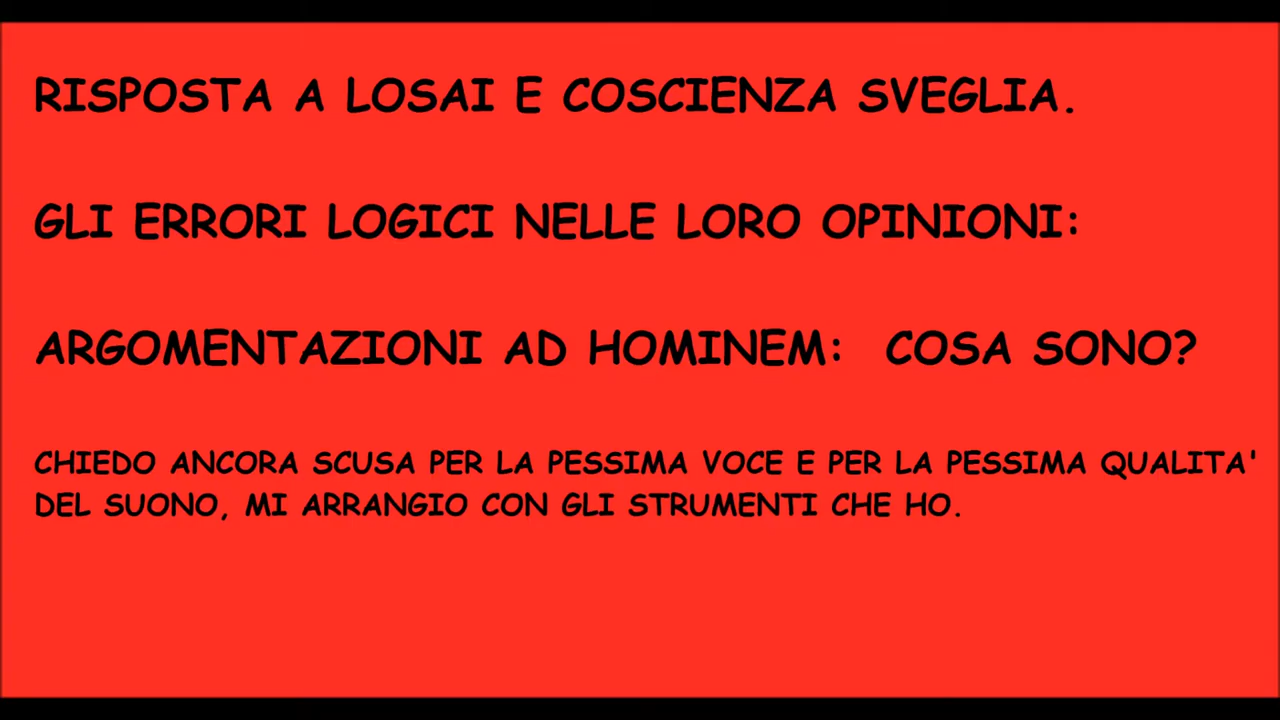 RISPOSTA A LOSAI E COSCIENZA SVEGLIA.
GLI ERRORI LOGICI NELLE LORO OPINIONI:
ARGOMENTAZIONI AD HOMINEM: COSA SONO?
CHIEDO ANCORA SCUSA PER LA PESSIMA VOCE E PER LA PESSIMA QUALITA'
DEL SUONO, MI ARRANGIO CON GLI STRUMENTI CHE HO.